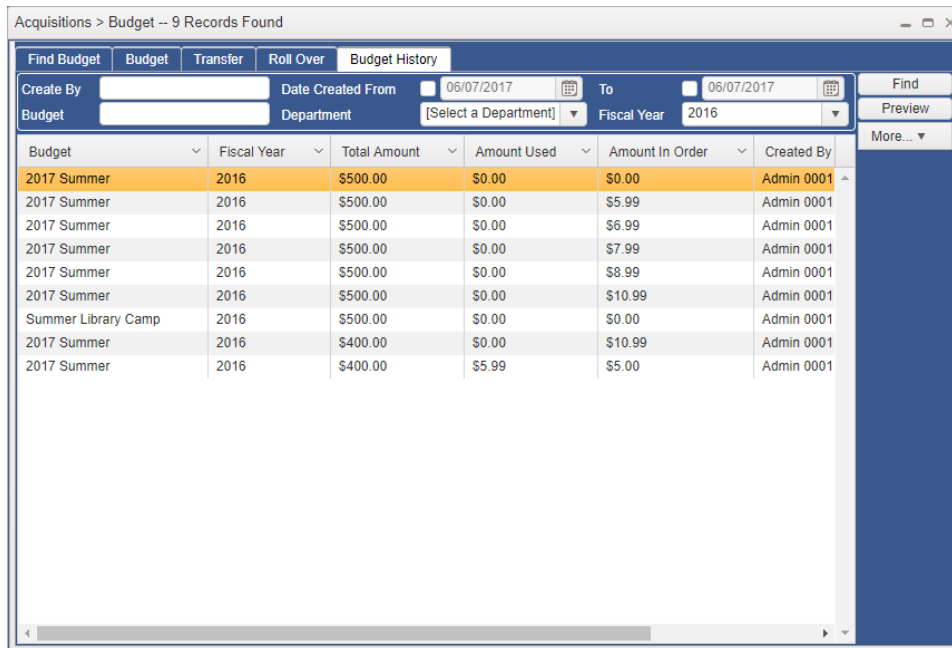 Acquisitions > Budget -- 9 Records Found
Find Budget Budget Transfer Roll Over Budget History
Create By Date Created From 06/07/2017 To 06/07/2017 Find
Budget Department [Select a Department] Fiscal Year 2016 Preview
More...
Budget Fiscal Year Total Amount Amount Used Amount In Order Created By
2017 Summer 2016 $500.00 $0.00 $0.00 Admin 0001
2017 Summer 2016 $500.00 $0.00 $5.99 Admin 0001
2017 Summer 2016 $500.00 $0.00 $6.99 Admin 0001
2017 Summer 2016 $500.00 $0.00 $7.99 Admin 0001
2017 Summer 2016 $500.00 $0.00 $8.99 Admin 0001
2017 Summer 2016 $500.00 $0.00 $10.99 Admin 0001
Summer Library Camp 2016 $500.00 $0.00 $0.00 Admin 0001
2017 Summer 2016 $400.00 $0.00 $10.99 Admin 0001
2017 Summer 2016 $400.00 $5.99 $5.00 Admin 0001